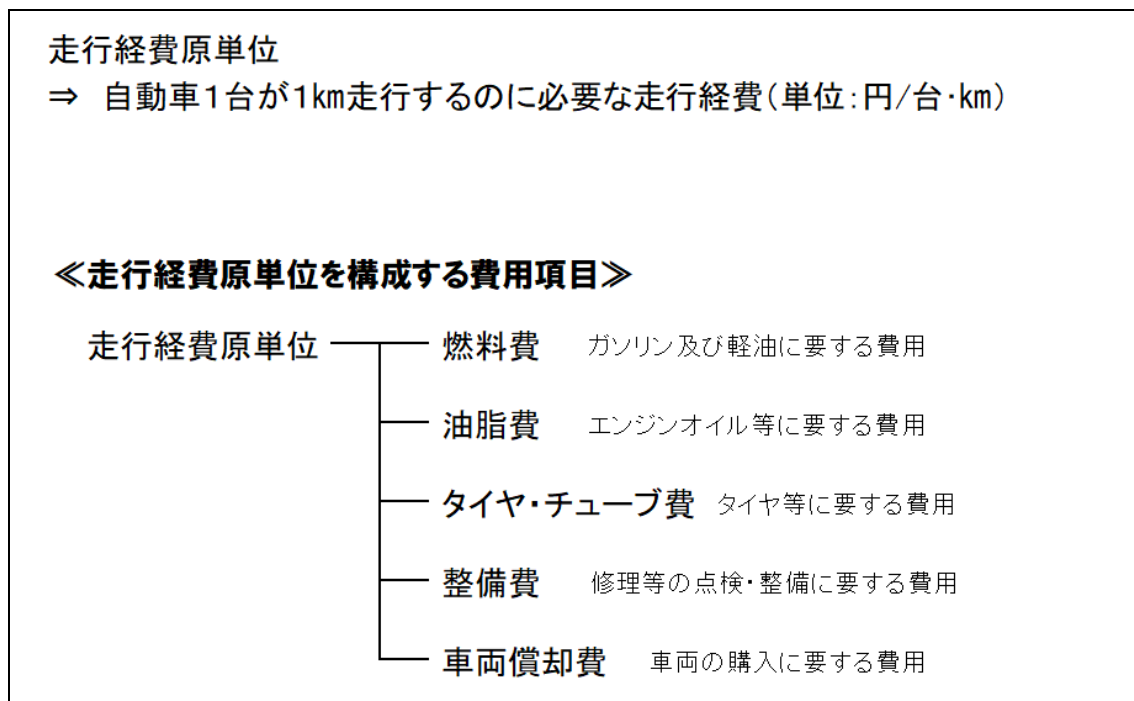 走行経費原単位
⇒ 自動車1台が1km走行するのに必要な走行経費(単位:円/台・km)
≪走行経費原単位を構成する費用項目≫
走行経費原単位 燃料費 ガソリン及び軽油に要する費用
油脂費 エンジンオイル等に要する費用
タイヤ・チューブ費 タイヤ等に要する費用
整備費 修理等の点検・整備に要する費用
車両償却費 車両の購入に要する費用